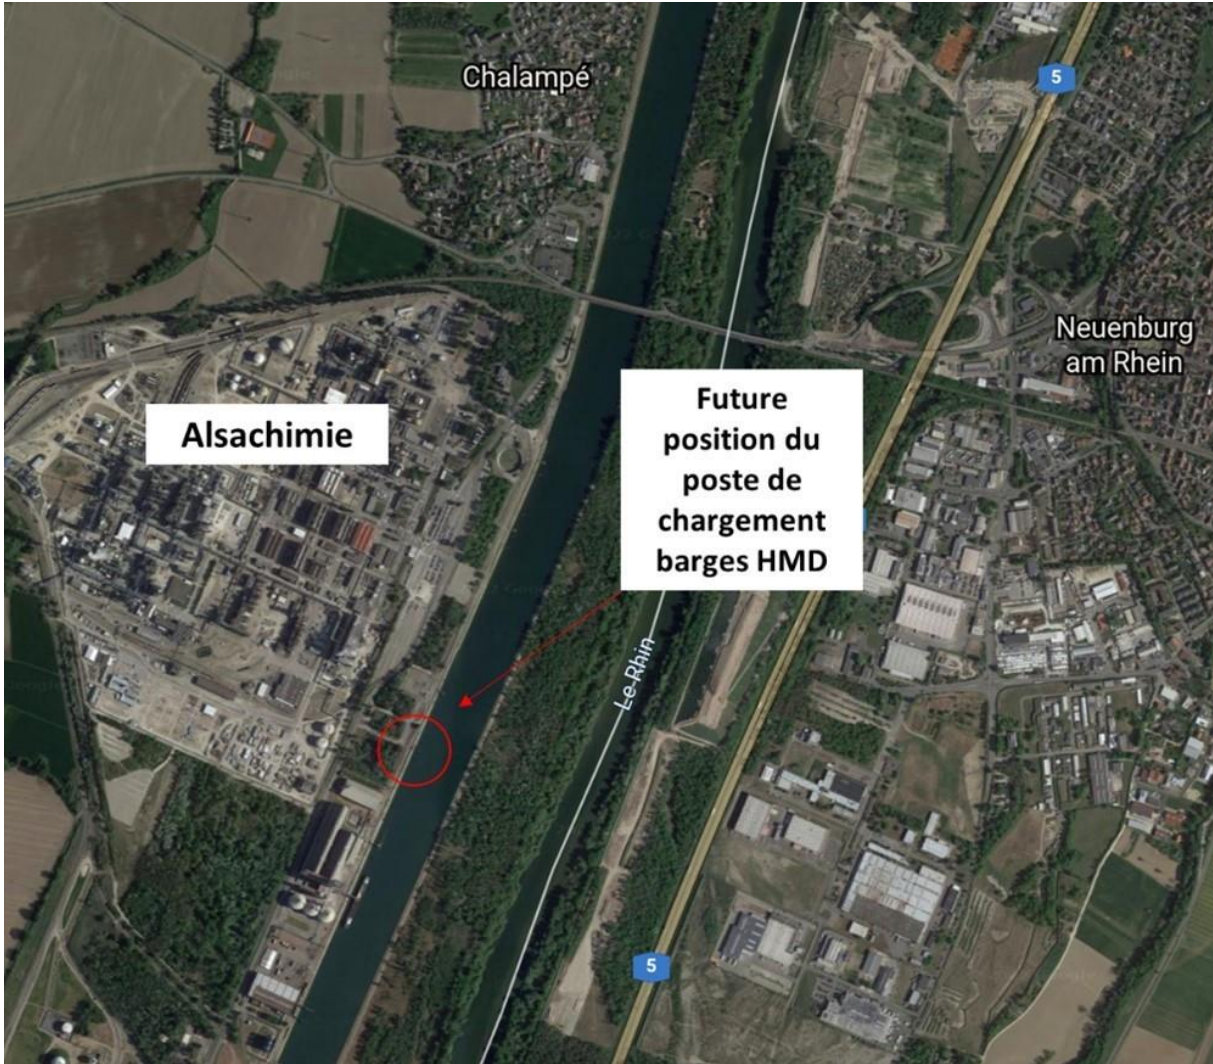 Chalampé
5
Neuenburg
am Rhein
Alsachimie
Future
position du
poste de
chargement
barges HMD
Le Rhin
5